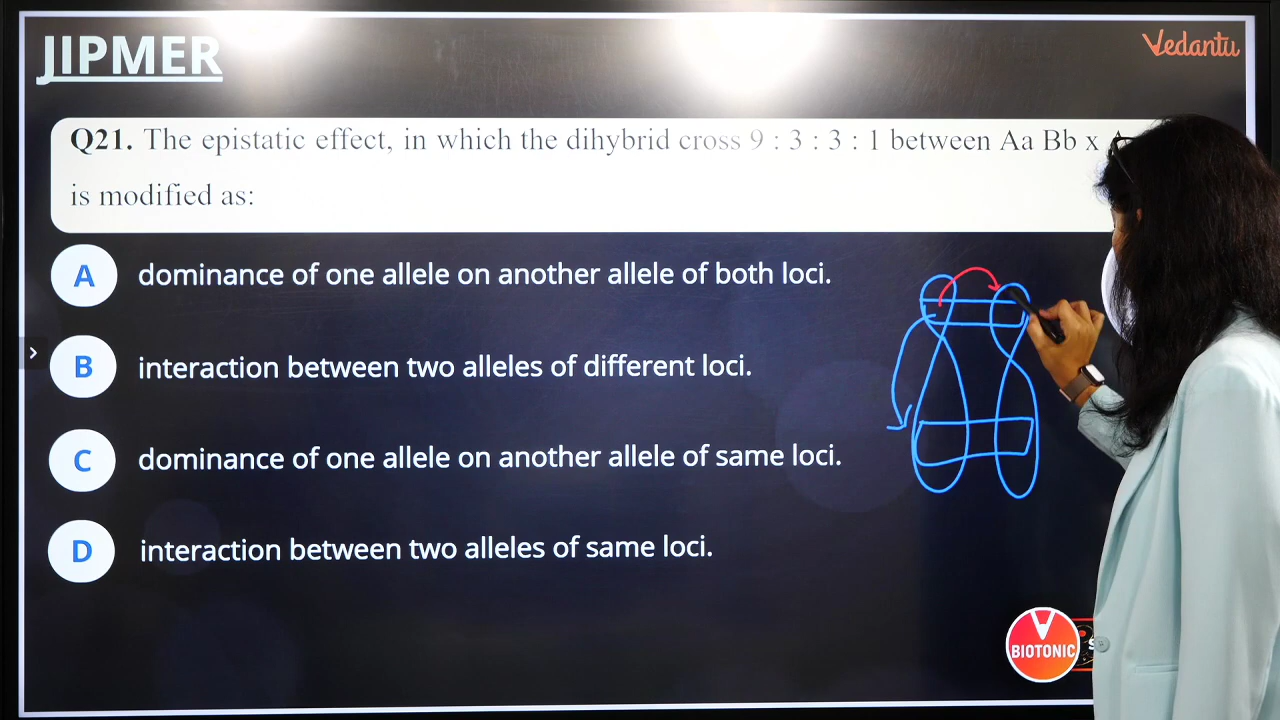 JIPMER
Vedantu
Q21. The epistatic effect, in which the dihybrid cross 9 : 3 : 3 : 1 between Aa Bb x
is modified as:
A dominance of one allele on another allele of both loci.
B interaction between two alleles of different loci.
C dominance of one allele on another allele of same loci.
D interaction between two alleles of same loci.
BIOTONIC